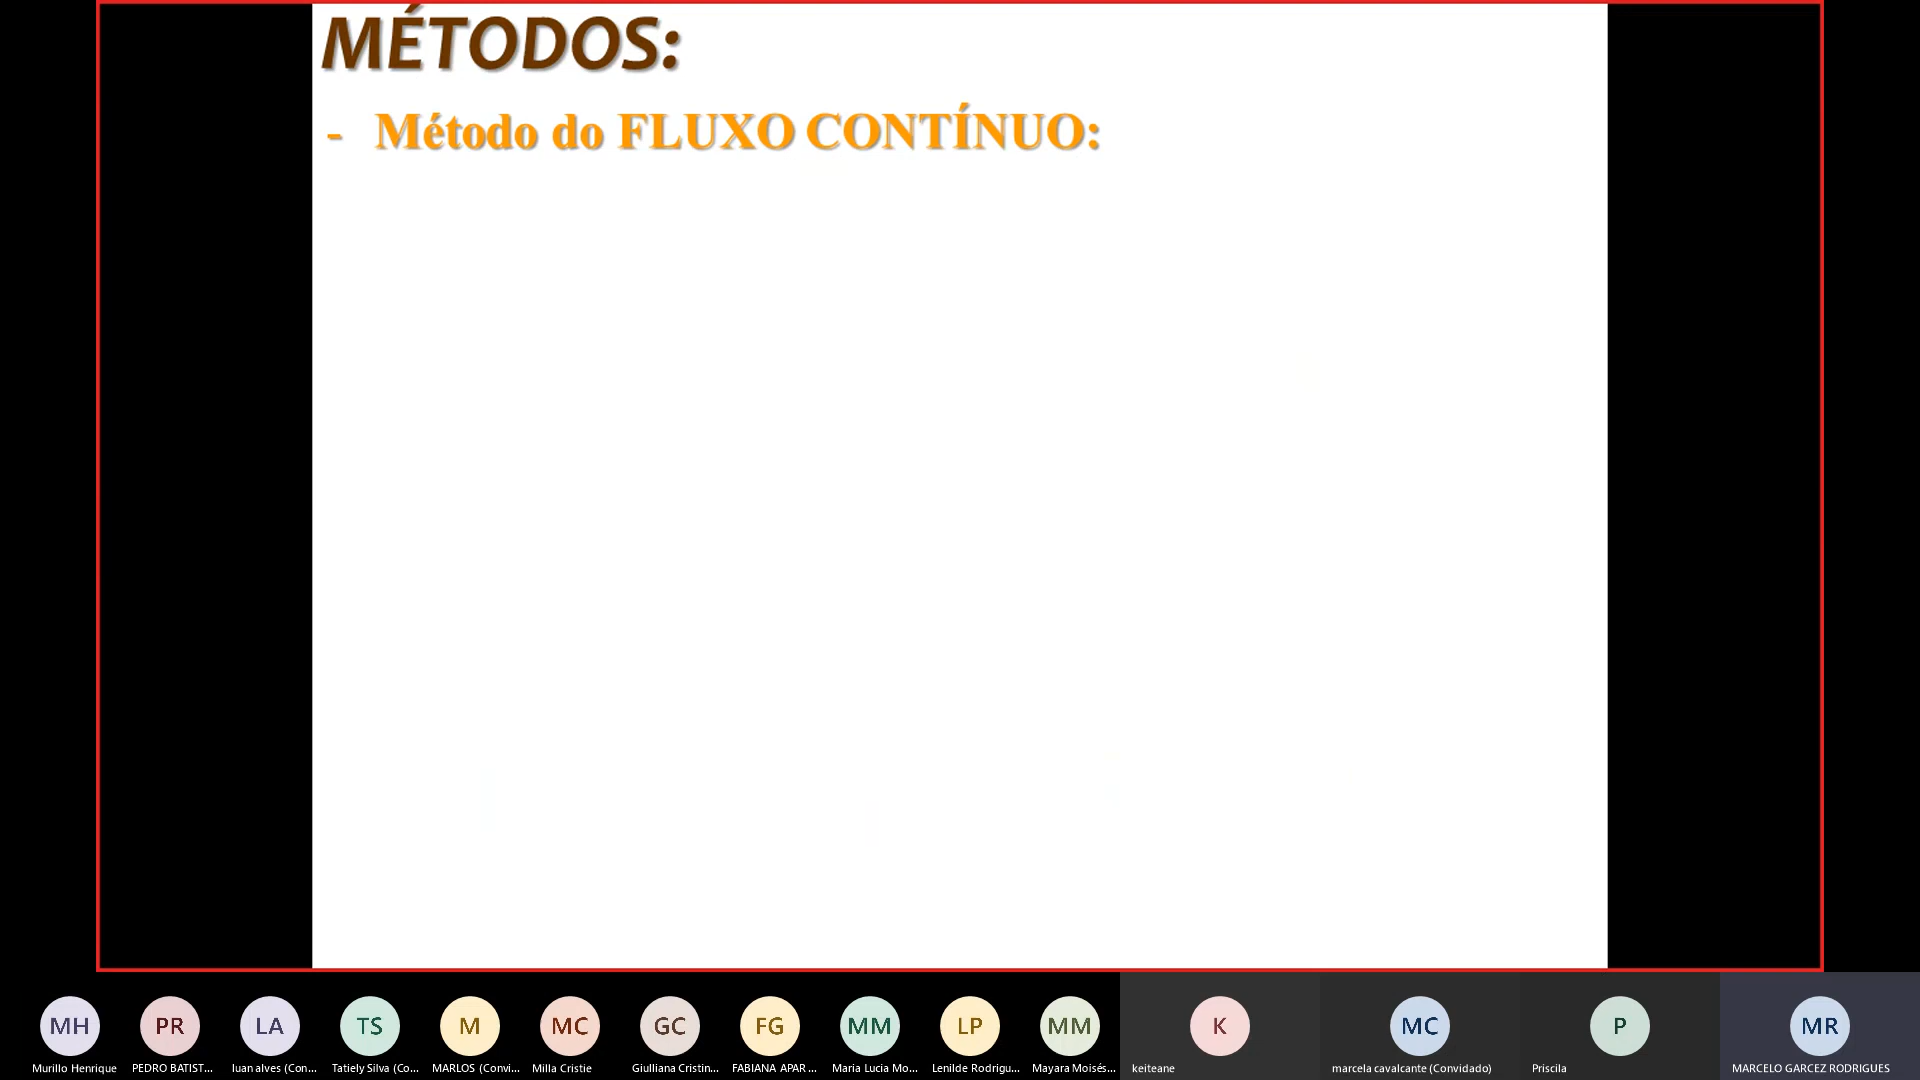 MÉTODOS:
- Método do FLUXO CONTÍNUO:
MH PR LA TS M MC GC FG MM LP MM K MC P MR
Murillo Henrique PEDRO BATIST... luan alves (Con... Tatiely Silva (Co... MARLOS (Convi... Milla Cristie Giulliana Cristin... FABIANA APAR... Maria Lucia Mo... Lenilde Rodrigu... Mayara Moisés... keiteane marcela cavalcante (Convidado) Priscila MARCELO GARCEZ RODRIGUES